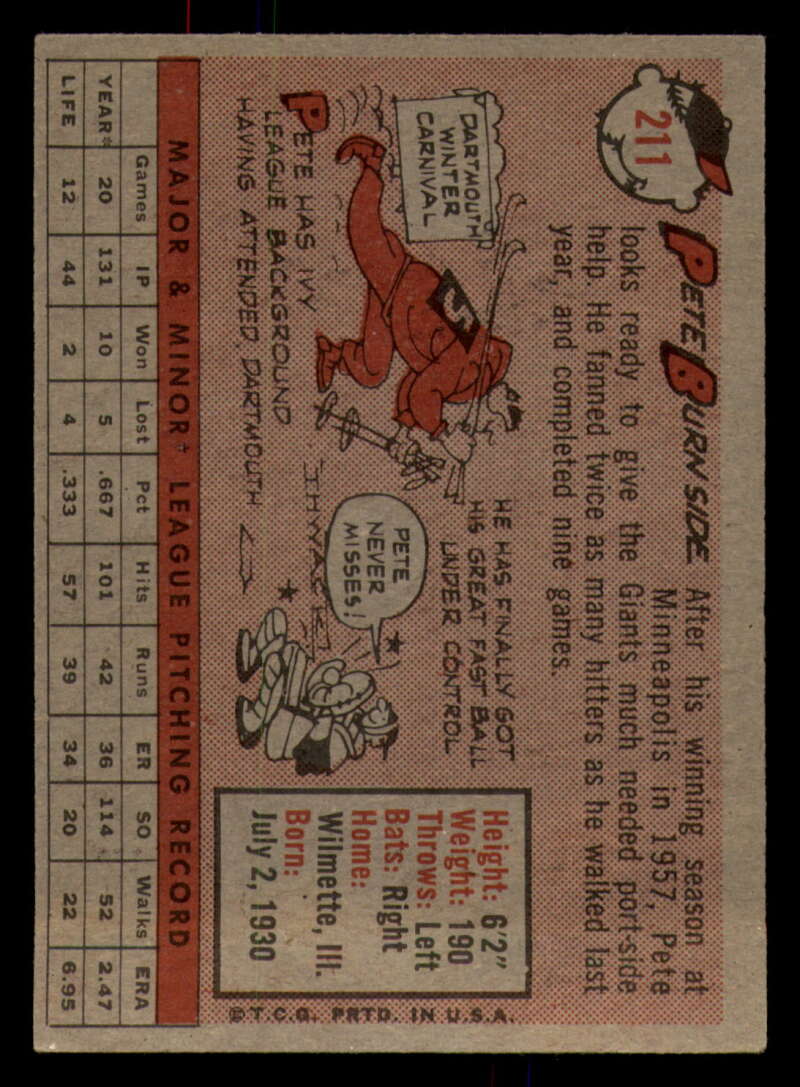 211
PETE BURNSIDE
After his winning season at
Minneapolis in 1957, Pete
looks ready to give the Giants much needed port-side
help. He fanned twice as many hitters as he walked last
year, and completed nine games.
DARTMOUTH
WINTER
CARNIVAL
S
PETE HAS IVY
LEAGUE BACKGROUND
HAVING ATTENDED DARTMOUTH
HE HAS FINALLY GOT
HIS GREAT FAST BALL
UNDER CONTROL
PETE
NEVER
MISSES!
THWACK!
Height: 6'2"
Weight: 190
Throws: Left
Bats: Right
Home:
Wilmette, Ill.
Born:
July 2, 1930
© T.C.G. PRTD. IN U.S.A.
MAJOR & MINOR* LEAGUE PITCHING RECORD
Games IP Won Lost Pct Hits Runs ER SO Walks ERA
YEAR* 20 131 10 5 .667 101 42 36 114 52 2.47
LIFE 12 44 2 4 .333 57 39 34 20 22 6.95